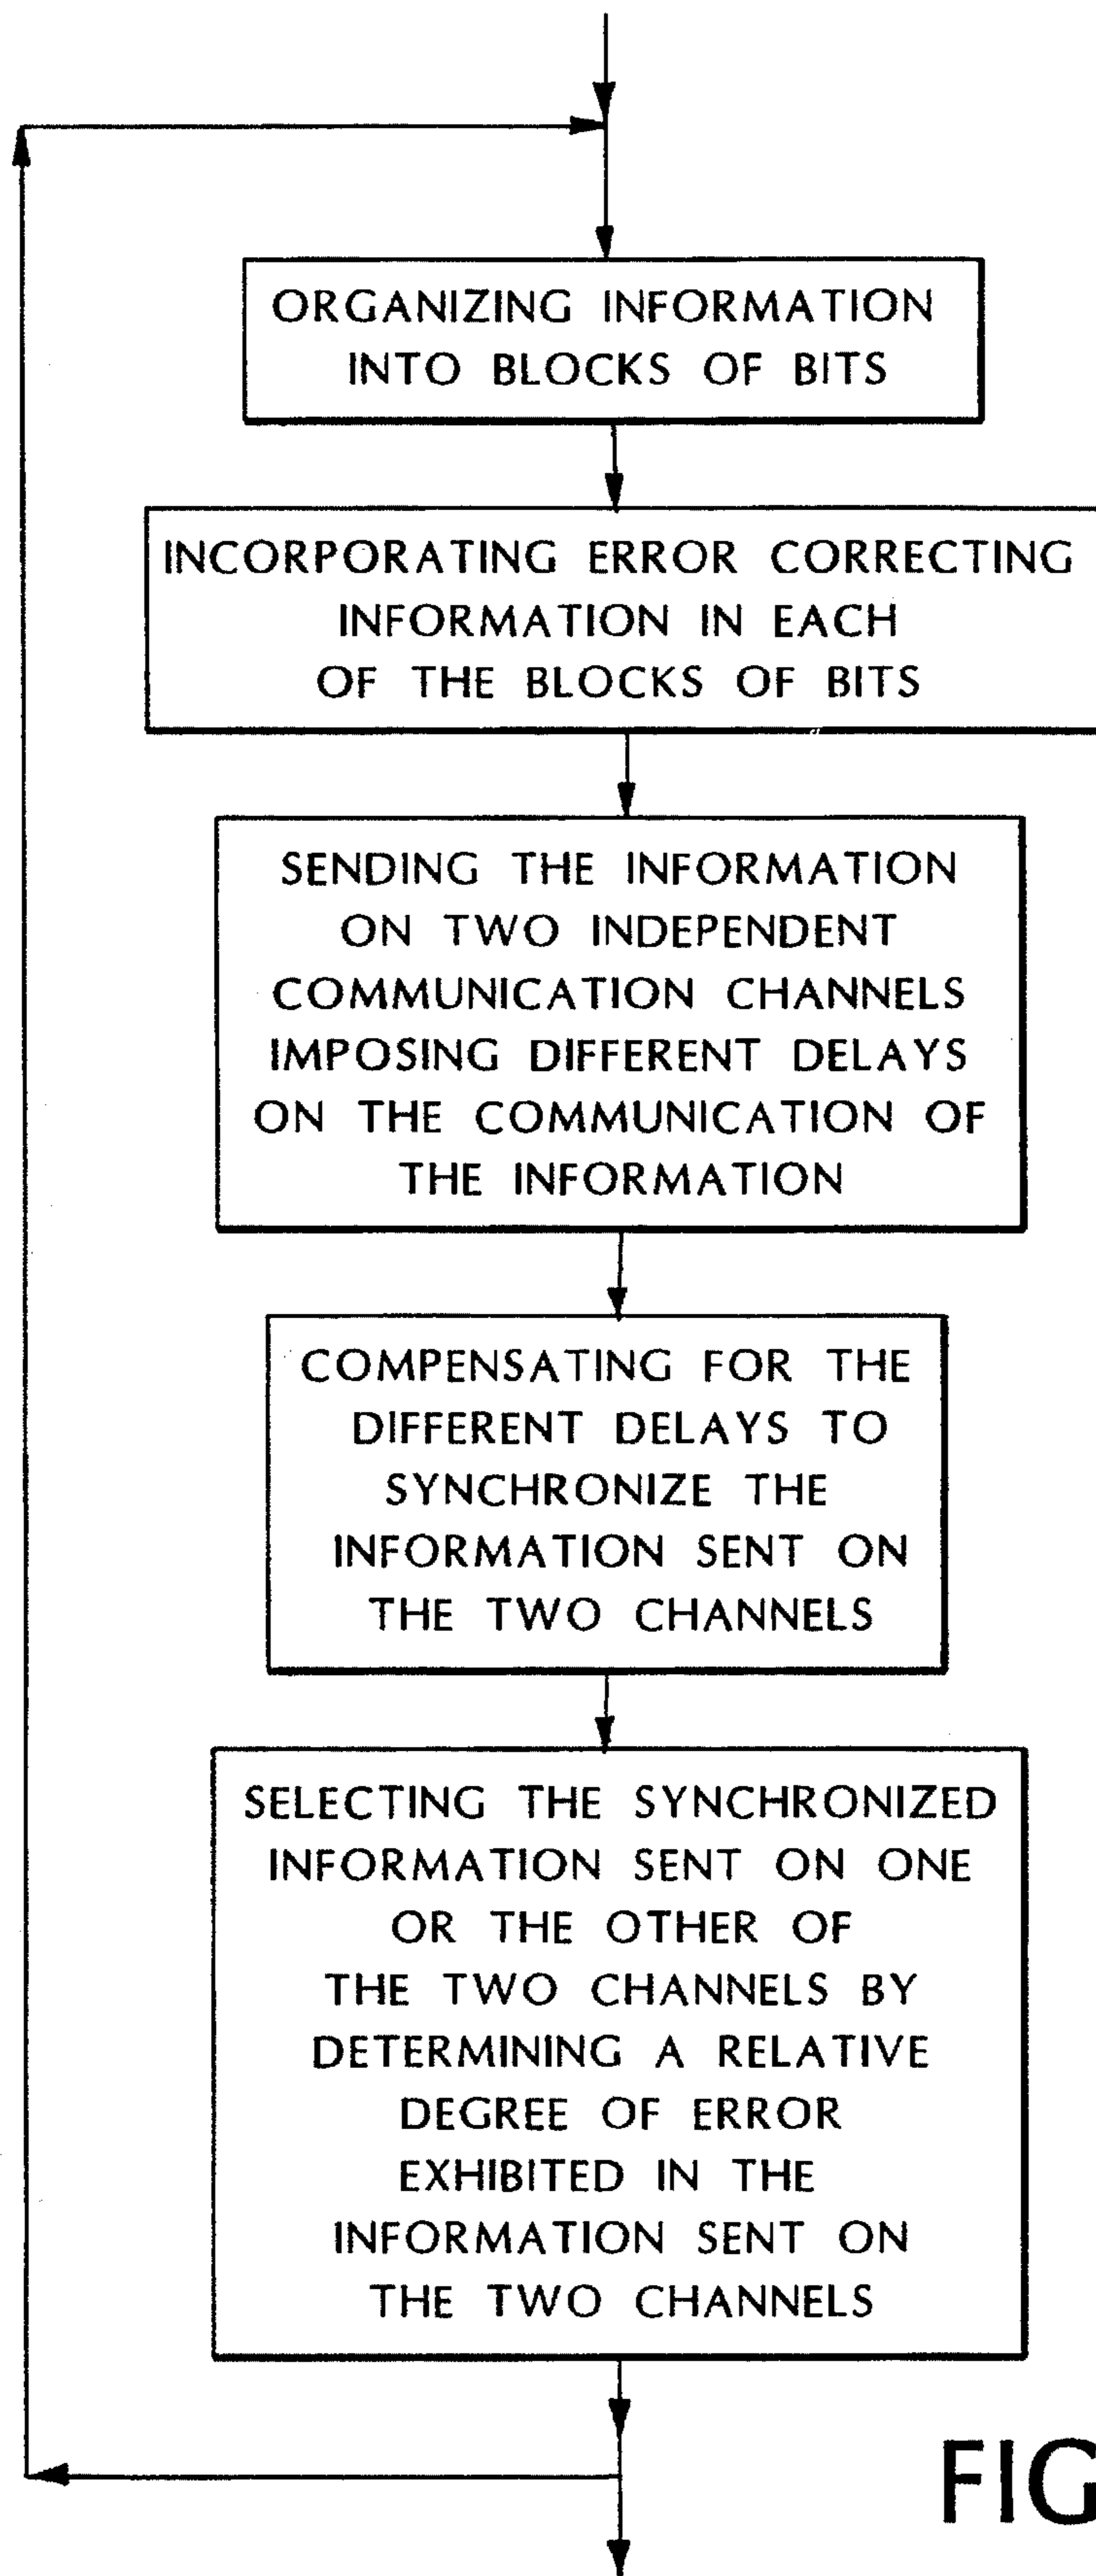 ORGANIZING INFORMATION
INTO BLOCKS OF BITS
INCORPORATING ERROR CORRECTING
INFORMATION IN EACH
OF THE BLOCKS OF BITS
SENDING THE INFORMATION
ON TWO INDEPENDENT
COMMUNICATION CHANNELS
IMPOSING DIFFERENT DELAYS
ON THE COMMUNICATION OF
THE INFORMATION
COMPENSATING FOR THE
DIFFERENT DELAYS TO
SYNCHRONIZE THE
INFORMATION SENT ON
THE TWO CHANNELS
SELECTING THE SYNCHRONIZED
INFORMATION SENT ON ONE
OR THE OTHER OF
THE TWO CHANNELS BY
DETERMINING A RELATIVE
DEGREE OF ERROR
EXHIBITED IN THE
INFORMATION SENT ON
THE TWO CHANNELS
FIG